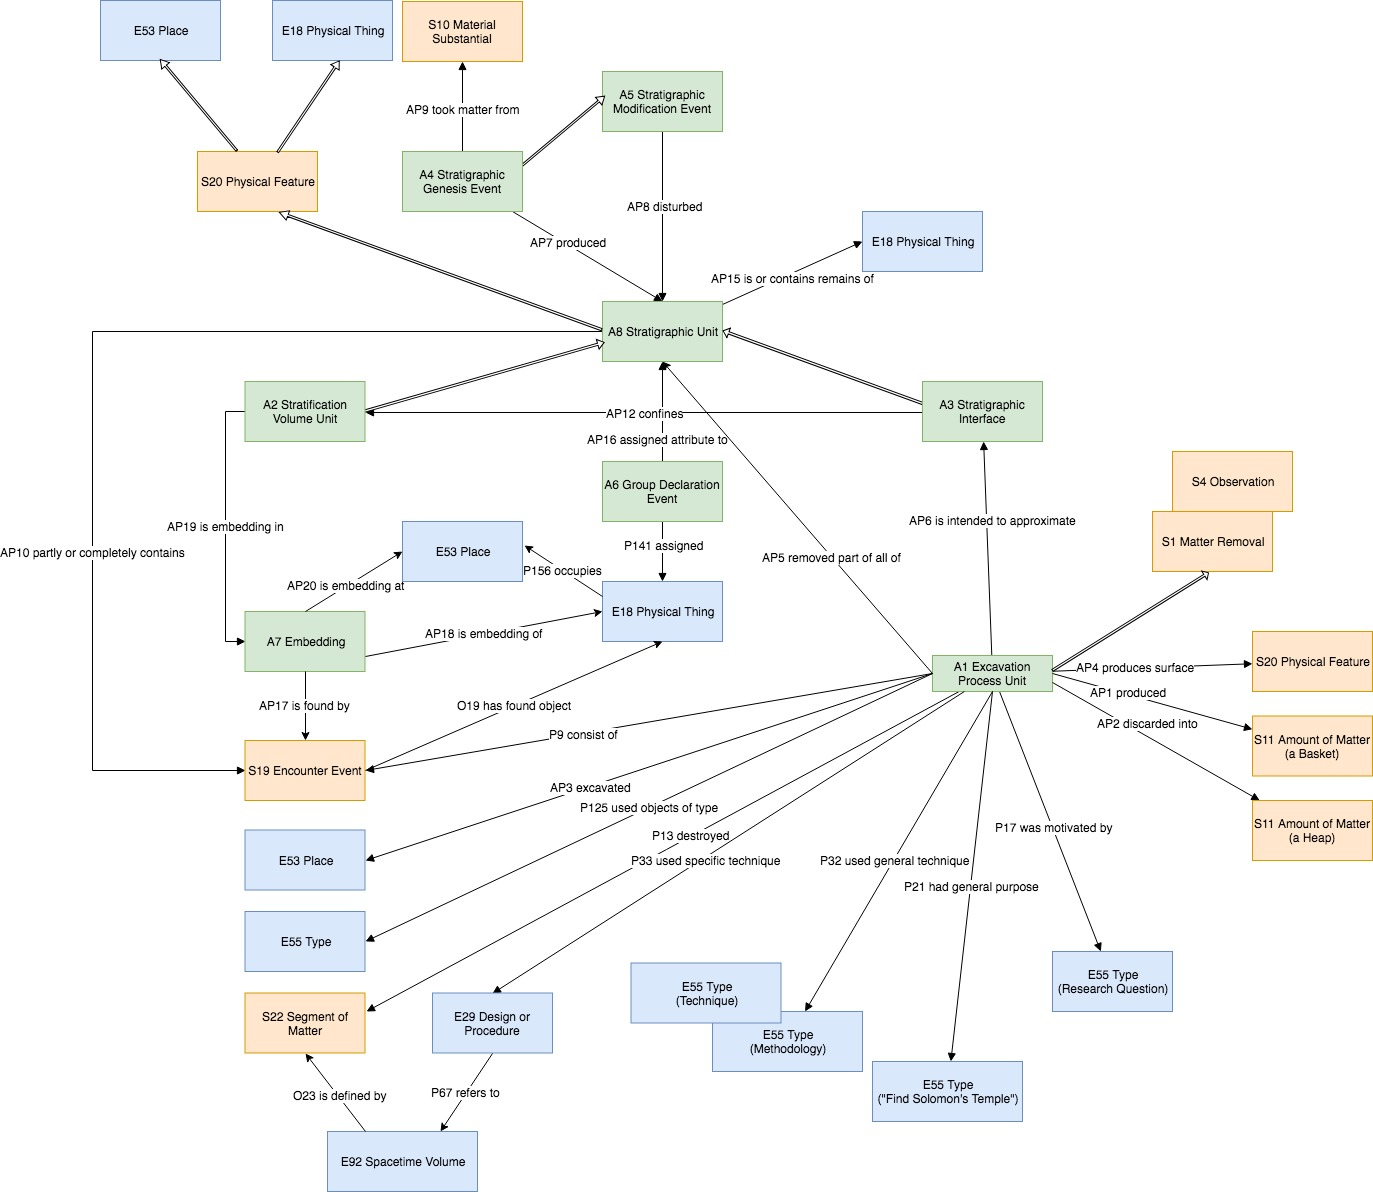 E53 Place
E18 Physical Thing
S10 Material
Substantial
AP9 took matter from
A5 Stratigraphic
Modification Event
S20 Physical Feature
A4 Stratigraphic
Genesis Event
AP8 disturbed
AP7 produced
E18 Physical Thing
AP15 is or contains remains of
A8 Stratigraphic Unit
A2 Stratification
Volume Unit
AP12 confines
A3 Stratigraphic
Interface
AP16 assigned attribute to
A6 Group Declaration
Event
S4 Observation
AP19 is embedding in
AP6 is intended to approximate
S1 Matter Removal
AP10 partly or completely contains
E53 Place
P141 assigned
AP5 removed part of all of
P156 occupies
AP20 is embedding at
E18 Physical Thing
A7 Embedding
AP18 is embedding of
A1 Excavation
Process Unit
AP4 produces surface
S20 Physical Feature
AP1 produced
AP17 is found by
O19 has found object
AP2 discarded into
P9 consist of
S11 Amount of Matter
(a Basket)
S19 Encounter Event
AP3 excavated
P125 used objects of type
S11 Amount of Matter
(a Heap)
P13 destroyed
P17 was motivated by
E53 Place
P33 used specific technique
P32 used general technique
P21 had general purpose
E55 Type
E55 Type
(Research Question)
E55 Type
(Technique)
S22 Segment of
Matter
E29 Design or
Procedure
E55 Type
(Methodology)
O23 is defined by
P67 refers to
E55 Type
("Find Solomon's Temple")
E92 Spacetime Volume